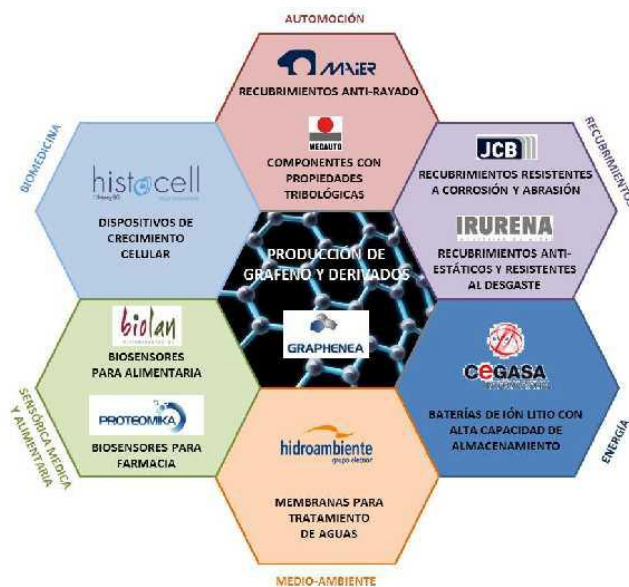 AUTOMOCIÓN
MAIER
RECUBRIMIENTOS ANTI-RAYADO
MEGAUTO
COMPONENTES CON
PROPIEDADES
TRIBOLÓGICAS
RECUBRIMIENTOS
JCB
RECUBRIMIENTOS RESISTENTES
A CORROSIÓN Y ABRASIÓN
IRURENA
RECUBRIMIENTOS ANTI-
ESTÁTICOS Y RESISTENTES
AL DESGASTE
BIOMEDICINA
histocell
DISPOSITIVOS DE
CRECIMIENTO
CELULAR
PRODUCCIÓN DE
GRAFENO Y DERIVADOS
GRAPHENEA
SENSÓRICA MEDICA
Y ALIMENTARIA
biolan
BIOSENSORES
PARA ALIMENTARIA
PROTEOMIKA
BIOSENSORES PARA
FARMACIA
CEGASA
BATERÍAS DE IÓN LITIO CON
ALTA CAPACIDAD DE
ALMACENAMIENTO
ENERGÍA
hidroambiente
grupo elecnor
MEMBRANAS PARA
TRATAMIENTO
DE AGUAS
MEDIO-AMBIENTE